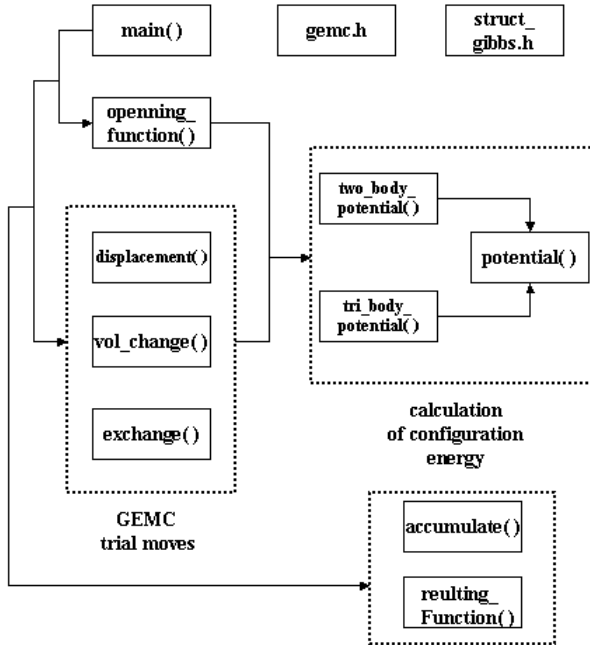 main( )
gemc.h
struct_
gibbs.h
openning_
function( )
two_body_
potential( )
displacement( )
potential( )
vol_change( )
tri_body_
potential( )
exchange( )
calculation
of configuration
energy
GEMC
trial moves
accumulate( )
reulting_
Function( )